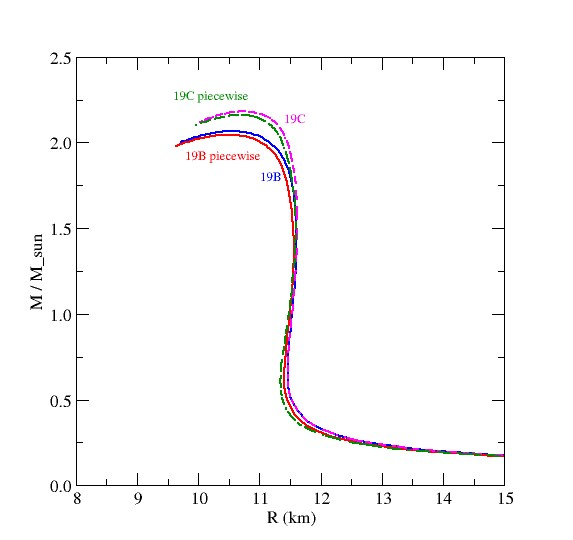 2.5
19C piecewise
19C
2.0
19B piecewise
19B
1.5
M / M_sun
1.0
0.5
0.0
8 9 10 11 12 13 14 15
R (km)